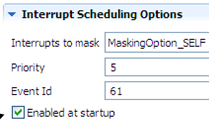 Interrupt Scheduling Options
Interrupts to mask MaskingOption_SELF
Priority 5
Event Id 61
Enabled at startup